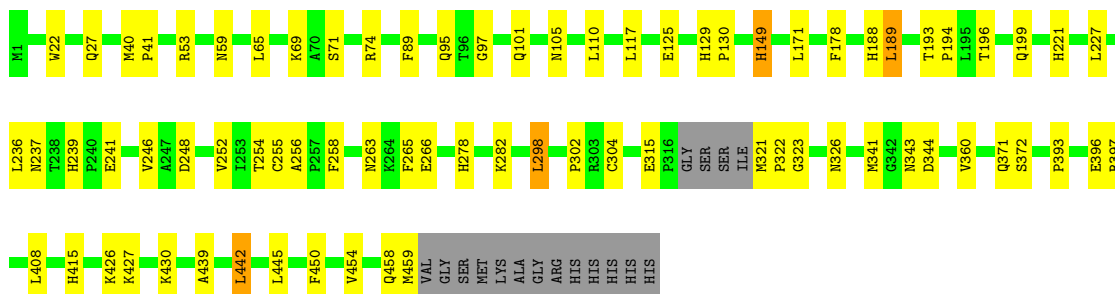 M1 W22 Q27 M40 P41 R53 N59 L65 K69 A70 S71 R74 F89 Q95 T96 G97 Q101 N105 L110 L117 E125 H129 P130 H149 L171 F178 H188 L189 T193 P194 L195 T196 Q199 H221 L227
L236 N237 T238 H239 P240 E241 V246 A247 D248 V252 I253 T254 C255 A256 P257 F258 N263 K264 F265 E266 H278 K282 L298 P302 R303 C304 E315 P316 GLY SER SER ILE M321 P322 G323 N326 M341 G342 N343 D344 V360 Q371 S372 P393 E396
L408 H415 K426 K427 K430 A439 L442 L445 F450 V454 Q458 M459 VAL GLY SER MET LYS ALA GLY ARG HIS HIS HIS HIS HIS HIS